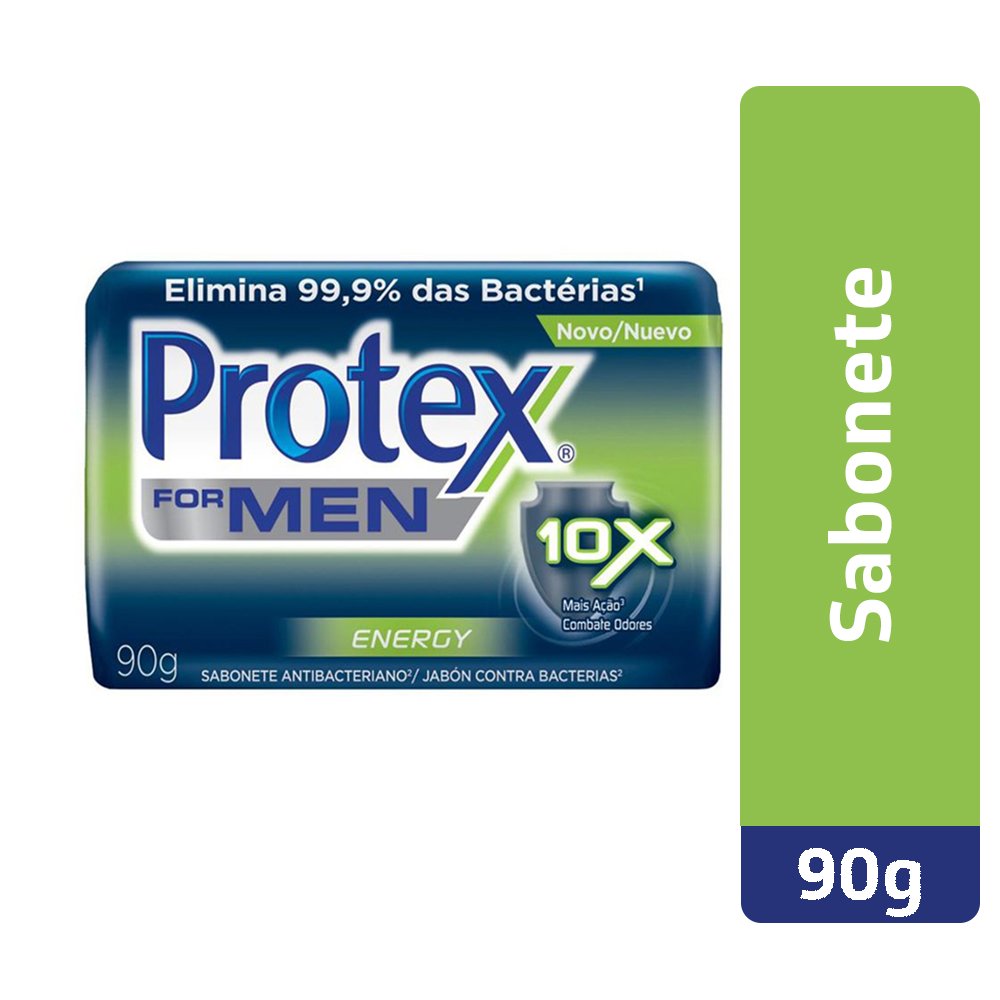 Elimina 99,9% das Bactérias¹
Novo/Nuevo
Protex®
FOR MEN
10X
Mais Ação³
Combate Odores
ENERGY
90g
SABONETE ANTIBACTERIANO²/ JABÓN CONTRA BACTERIAS²
Sabonete
90g